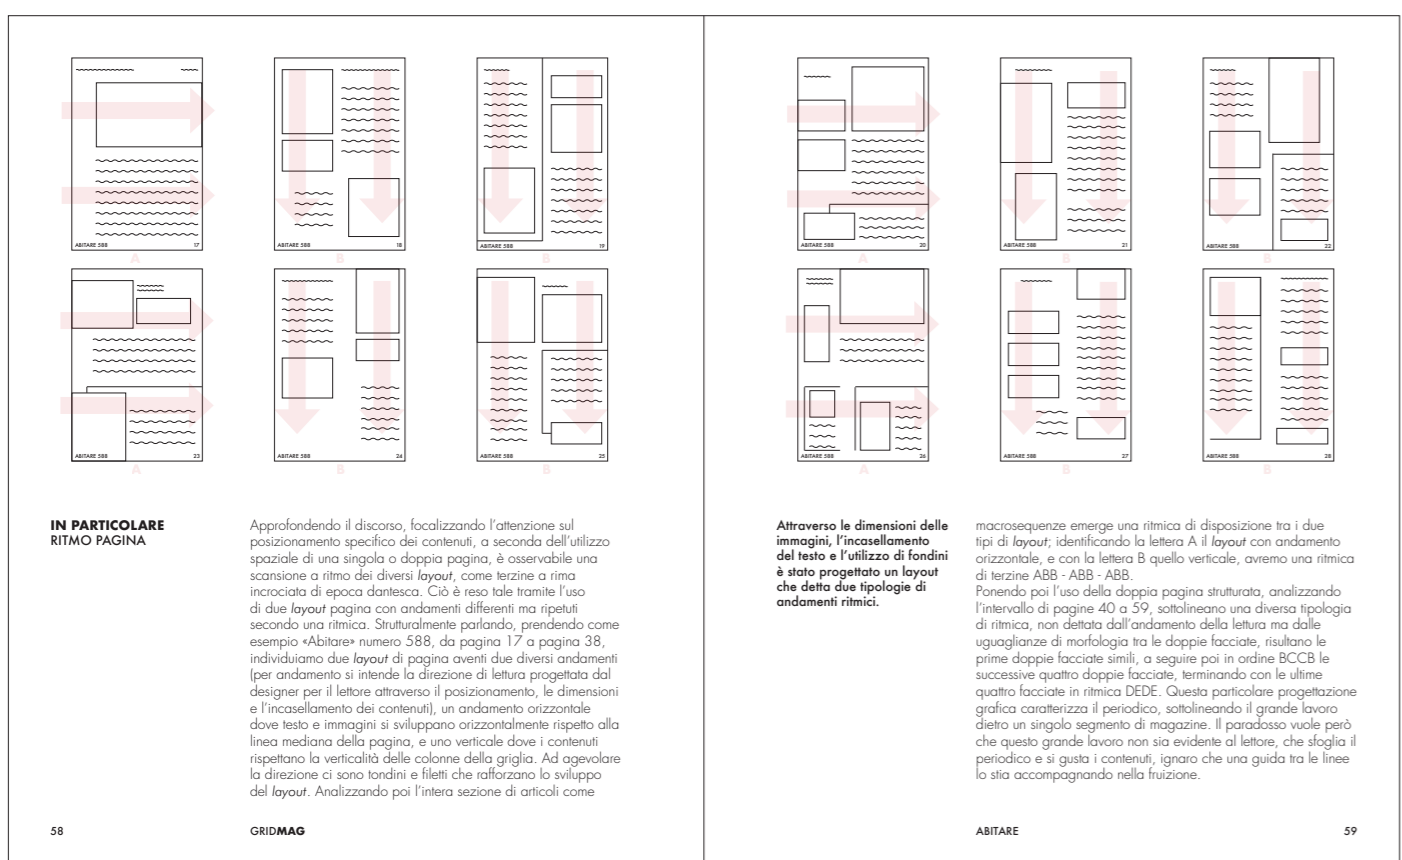 ABITARE 588 17
A
ABITARE 588 18
B
ABITARE 588 19
B
ABITARE 588 23
A
ABITARE 588 24
B
ABITARE 588 25
B
IN PARTICOLARE
RITMO PAGINA
Approfondendo il discorso, focalizzando l'attenzione sul
posizionamento specifico dei contenuti, a seconda dell'utilizzo
spaziale di una singola o doppia pagina, è osservabile una
scansione a ritmo dei diversi layout, come terzine a rima
incrociata di epoca dantesca. Ciò è reso tale tramite l'uso
di due layout pagina con andamenti differenti ma ripetuti
secondo una ritmica. Strutturalmente parlando, prendendo come
esempio «Abitare» numero 588, da pagina 17 a pagina 38,
individuiamo due layout di pagina aventi due diversi andamenti
(per andamento si intende la direzione di lettura progettata dal
designer per il lettore attraverso il posizionamento, le dimensioni
e l'incasellamento dei contenuti), un andamento orizzontale
dove testo e immagini si sviluppano orizzontalmente rispetto alla
linea mediana della pagina, e uno verticale dove i contenuti
rispettano la verticalità delle colonne della griglia. Ad agevolare
la direzione ci sono tondini e filetti che rafforzano lo sviluppo
del layout. Analizzando poi l'intera sezione di articoli come
58
GRIDMAG
ABITARE 588 20
A
ABITARE 588 21
B
ABITARE 588 22
B
ABITARE 588 26
A
ABITARE 588 27
B
ABITARE 588 28
B
Attraverso le dimensioni delle
immagini, l'incasellamento
del testo e l'utilizzo di fondini
è stato progettato un layout
che detta due tipologie di
andamenti ritmici.
macrosequenze emerge una ritmica di disposizione tra i due
tipi di layout; identificando la lettera A il layout con andamento
orizzontale, e con la lettera B quello verticale, avremo una ritmica
di terzine ABB - ABB - ABB.
Ponendo poi l'uso della doppia pagina strutturata, analizzando
l'intervallo di pagine 40 a 59, sottolineano una diversa tipologia
di ritmica, non dettata dall'andamento della lettura ma dalle
uguaglianze di morfologia tra le doppie facciate, risultano le
prime doppie facciate simili, a seguire poi in ordine BCCB le
successive quattro doppie facciate, terminando con le ultime
quattro facciate in ritmica DEDE. Questa particolare progettazione
grafica caratterizza il periodico, sottolineando il grande lavoro
dietro un singolo segmento di magazine. Il paradosso vuole però
che questo grande lavoro non sia evidente al lettore, che sfoglia il
periodico e si gusta i contenuti, ignaro che una guida tra le linee
lo stia accompagnando nella fruizione.
ABITARE
59